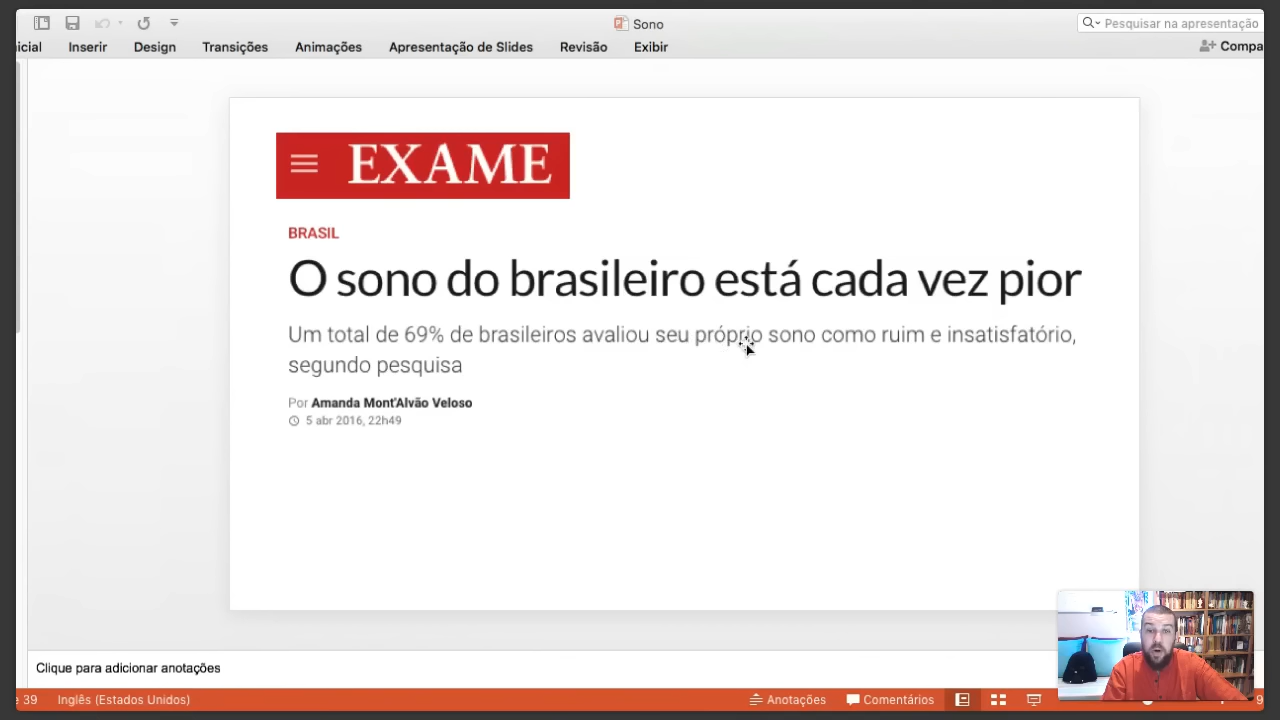 Sono
Pesquisar na apresentação
icial Inserir Design Transições Animações Apresentação de Slides Revisão Exibir Compa
EXAME
BRASIL
O sono do brasileiro está cada vez pior
Um total de 69% de brasileiros avaliou seu próprio sono como ruim e insatisfatório,
segundo pesquisa
Por Amanda Mont'Alvão Veloso
5 abr 2016, 22h49
Clique para adicionar anotações
e 39 Inglês (Estados Unidos) Anotações Comentários 9